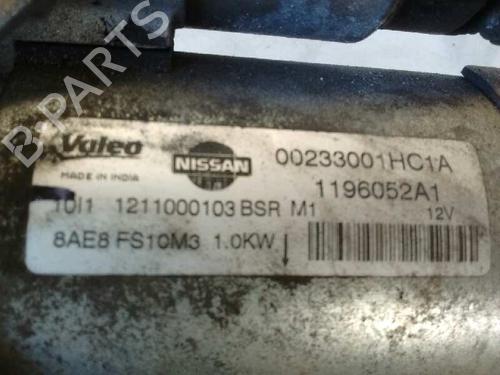 Valeo
MADE IN INDIA
NISSAN
00233001HC1A
1196052A1
10I1 1211000103 BSR M1
12V
8AE8 FS10M3 1.0KW
B-PARTS